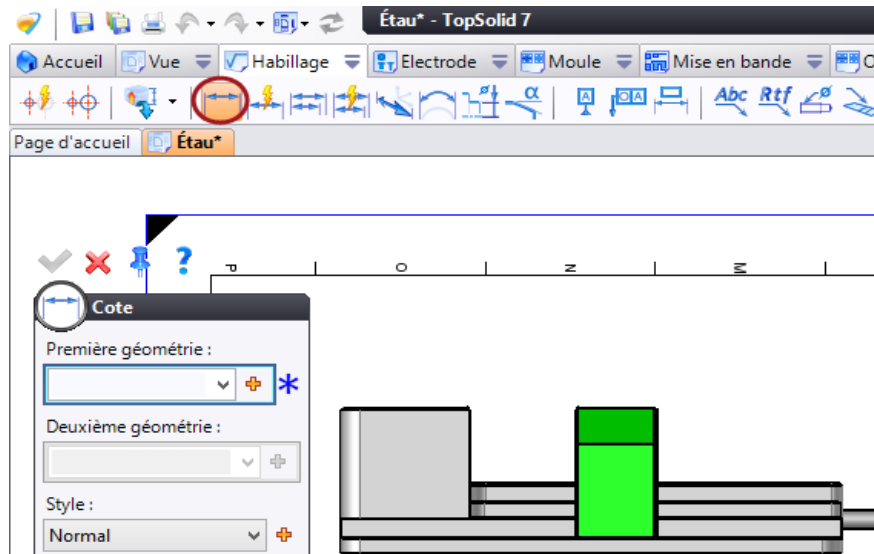 Étau* - TopSolid 7
Accueil Vue Habillage Electrode Moule Mise en bande O
α A OA Abc Rtf ø
Page d'accueil Étau*
? P O N M
Cote
Première géométrie :
*
Deuxième géométrie :
Style :
Normal